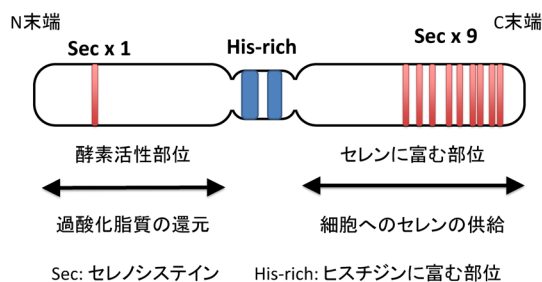 N末端
C末端
Sec x 1
His-rich
Sec x 9
酵素活性部位
セレンに富む部位
過酸化脂質の還元
細胞へのセレンの供給
Sec: セレノシステイン
His-rich: ヒスチジンに富む部位